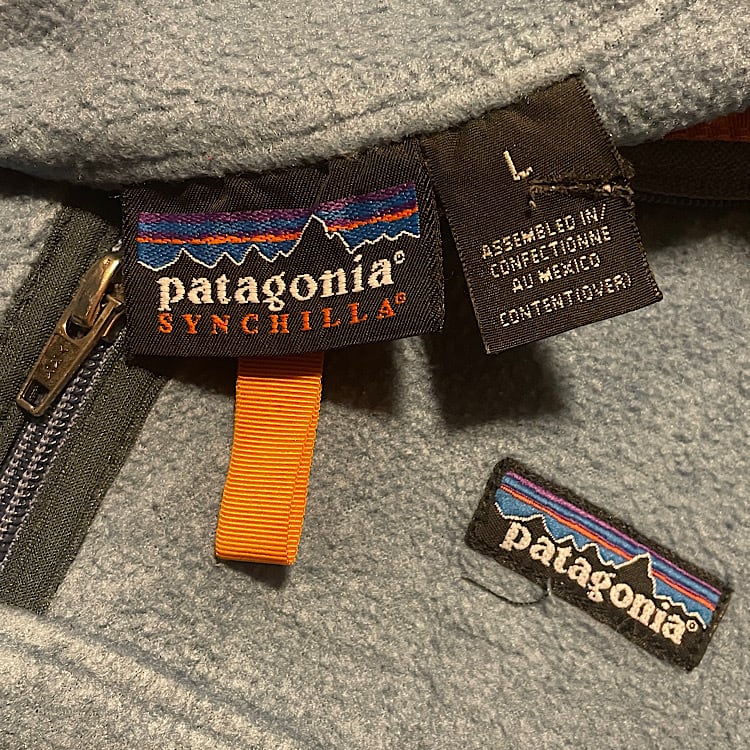 patagonia®
SYNCHILLA®
L
ASSEMBLED IN/
CONFECTIONNE
AU MEXICO
CONTENT(OVER)
patagonia®